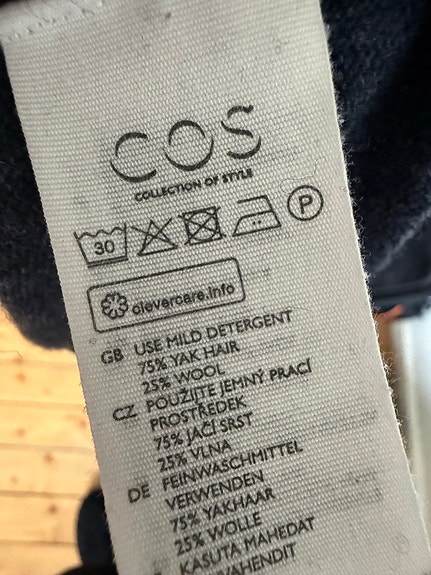 COS
COLLECTION OF STYLE
30 P
clevercare.info
GB USE MILD DETERGENT
75% YAK HAIR
25% WOOL
CZ POUŽIJTE JEMNÝ PRACÍ
PROSTŘEDEK
75% JAČÍ SRST
25% VLNA
DE FEINWASCHMITTEL
VERWENDEN
75% YAKHAAR
25% WOLLE
KASUTA MAHEDAT